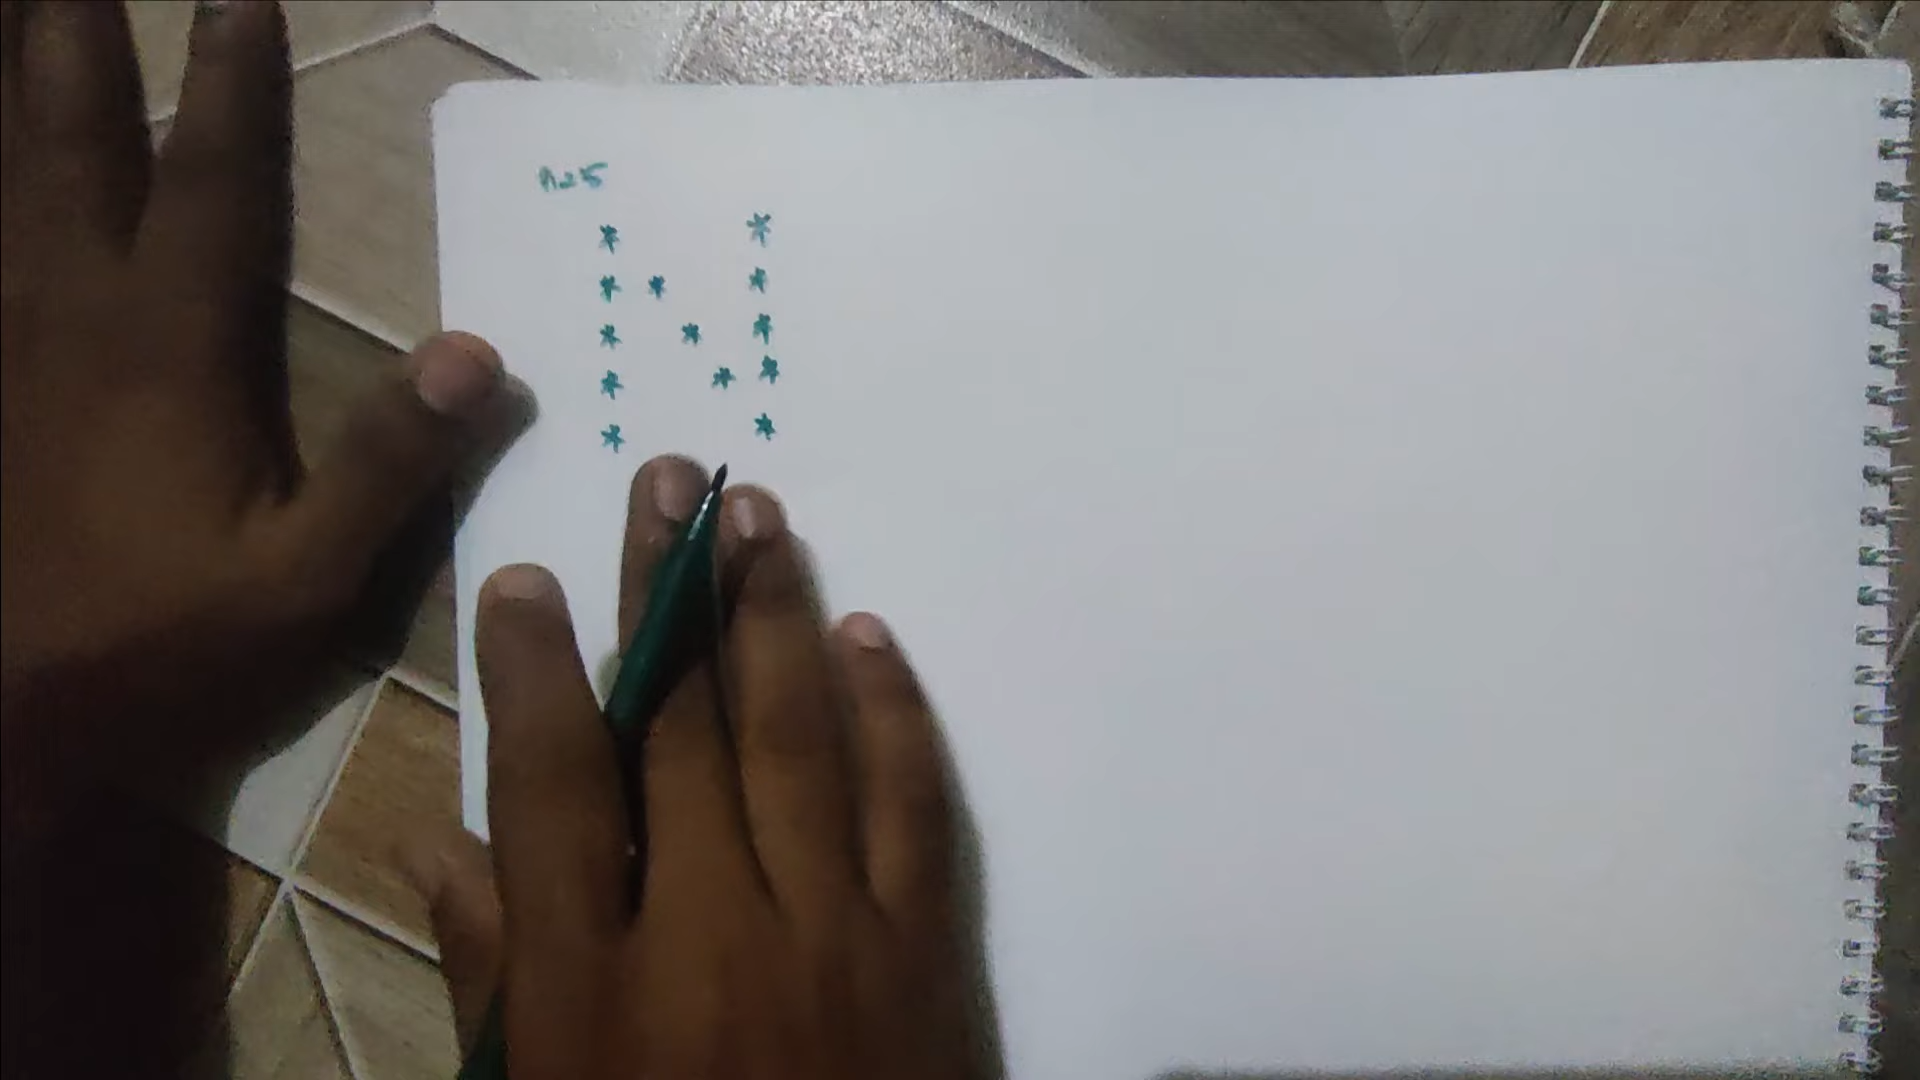 n=5
*       *
* *     *
*   *   *
*     * *
*       *